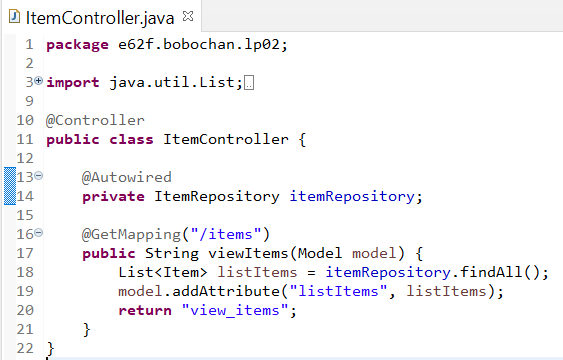 ItemController.java
1 package e62f.bobochan.lp02;
2
3 import java.util.List;
9
10 @Controller
11 public class ItemController {
12
13 @Autowired
14 private ItemRepository itemRepository;
15
16 @GetMapping("/items")
17 public String viewItems(Model model) {
18 List<Item> listItems = itemRepository.findAll();
19 model.addAttribute("listItems", listItems);
20 return "view_items";
21 }
22 }